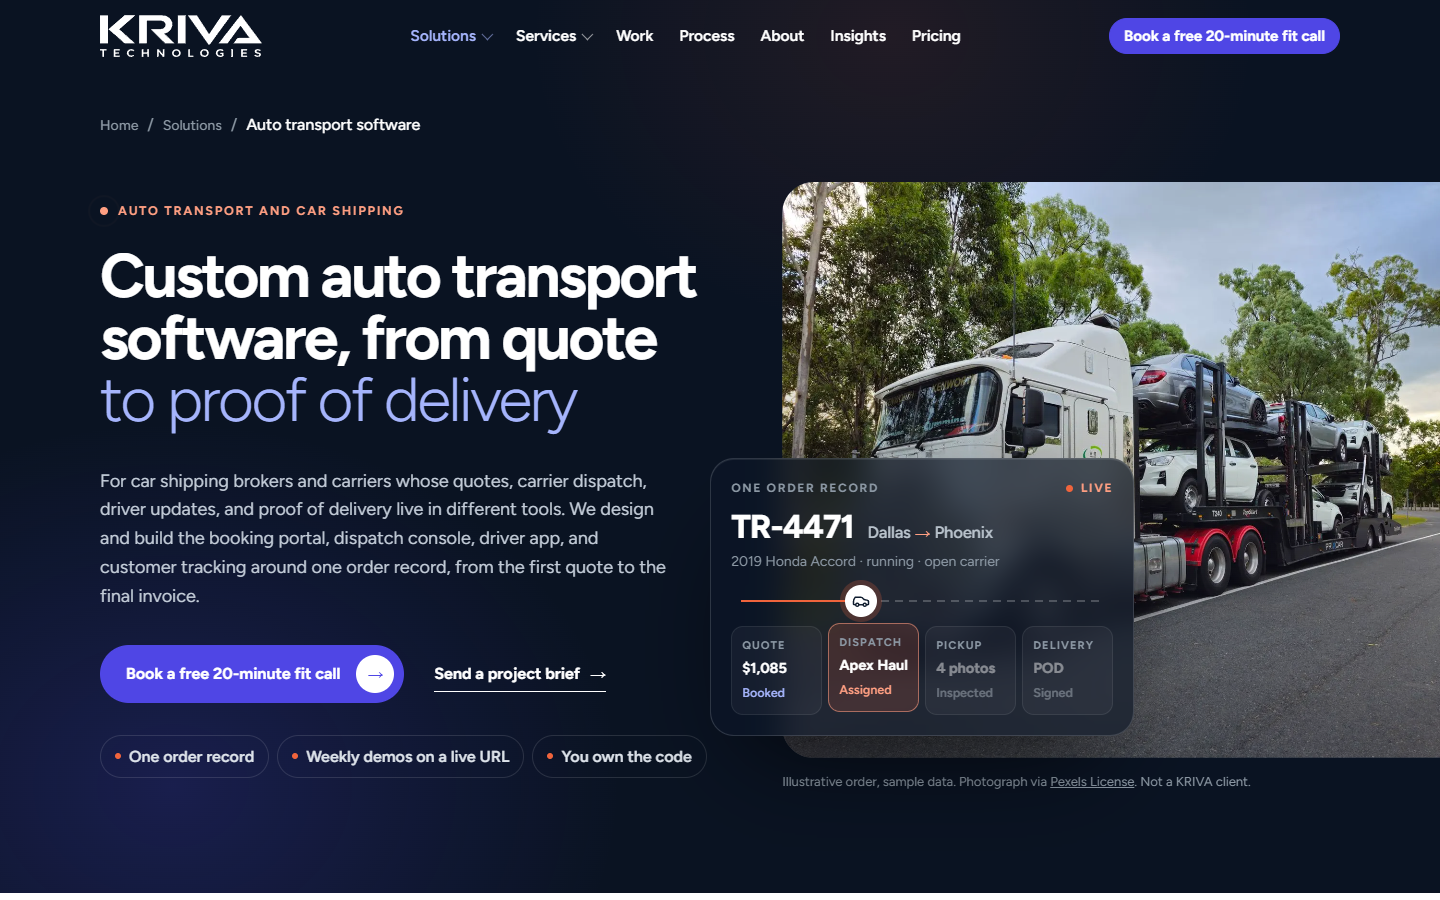 KRIVA
TECHNOLOGIES
Solutions
Services
Work
Process
About
Insights
Pricing
Book a free 20-minute fit call
Home / Solutions / Auto transport software
AUTO TRANSPORT AND CAR SHIPPING
Custom auto transport
software, from quote
to proof of delivery
For car shipping brokers and carriers whose quotes, carrier dispatch,
driver updates, and proof of delivery live in different tools. We design
and build the booking portal, dispatch console, driver app, and
customer tracking around one order record, from the first quote to the
final invoice.
Book a free 20-minute fit call →
Send a project brief →
One order record
Weekly demos on a live URL
You own the code
ONE ORDER RECORD
LIVE
TR-4471 Dallas → Phoenix
2019 Honda Accord · running · open carrier
QUOTE
$1,085
Booked
DISPATCH
Apex Haul
Assigned
PICKUP
4 photos
Inspected
DELIVERY
POD
Signed
Illustrative order, sample data. Photograph via Pexels License. Not a KRIVA client.